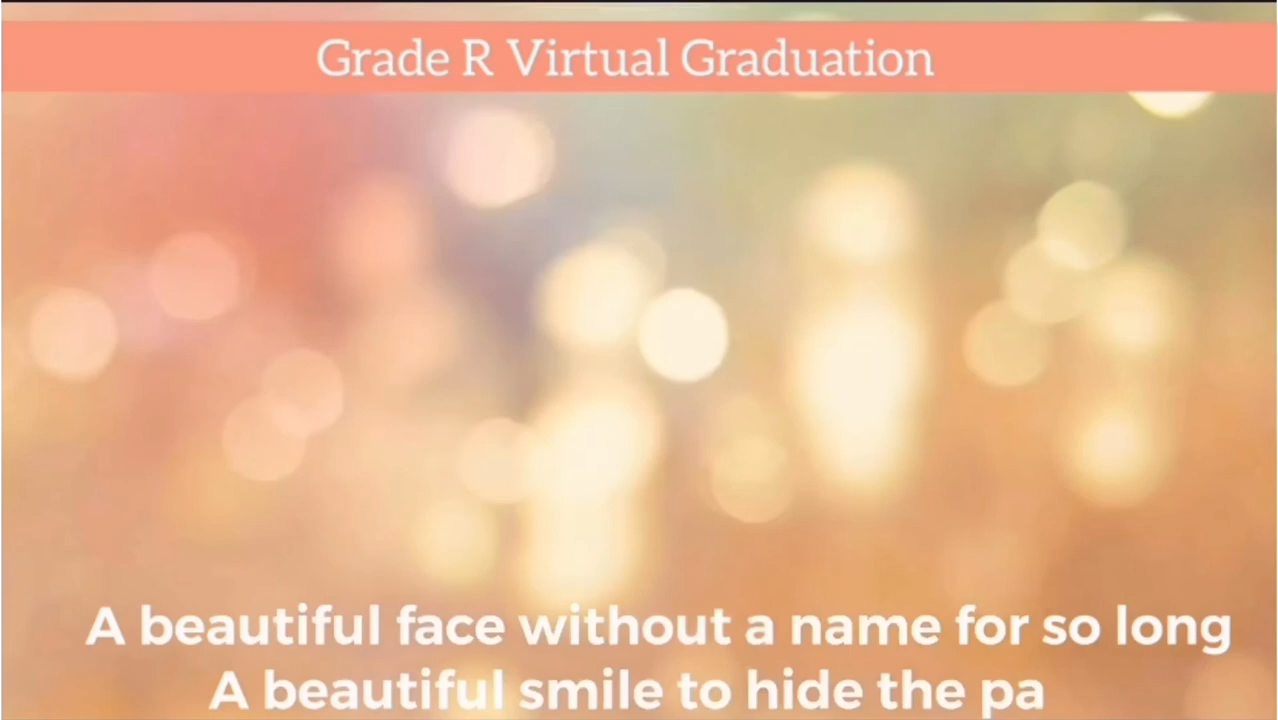 Grade R Virtual Graduation
A beautiful face without a name for so long
A beautiful smile to hide the pa